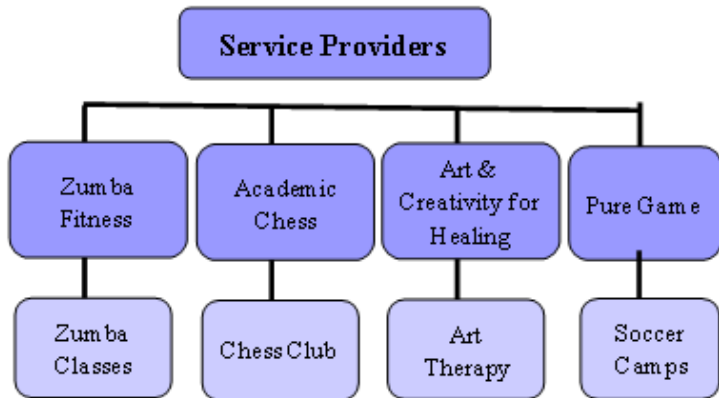 Service Providers
Zumba
Fitness
Academic
Chess
Art &
Creativity for
Healing
Pure Game
Zumba
Classes
Chess Club
Art
Therapy
Soccer
Camps